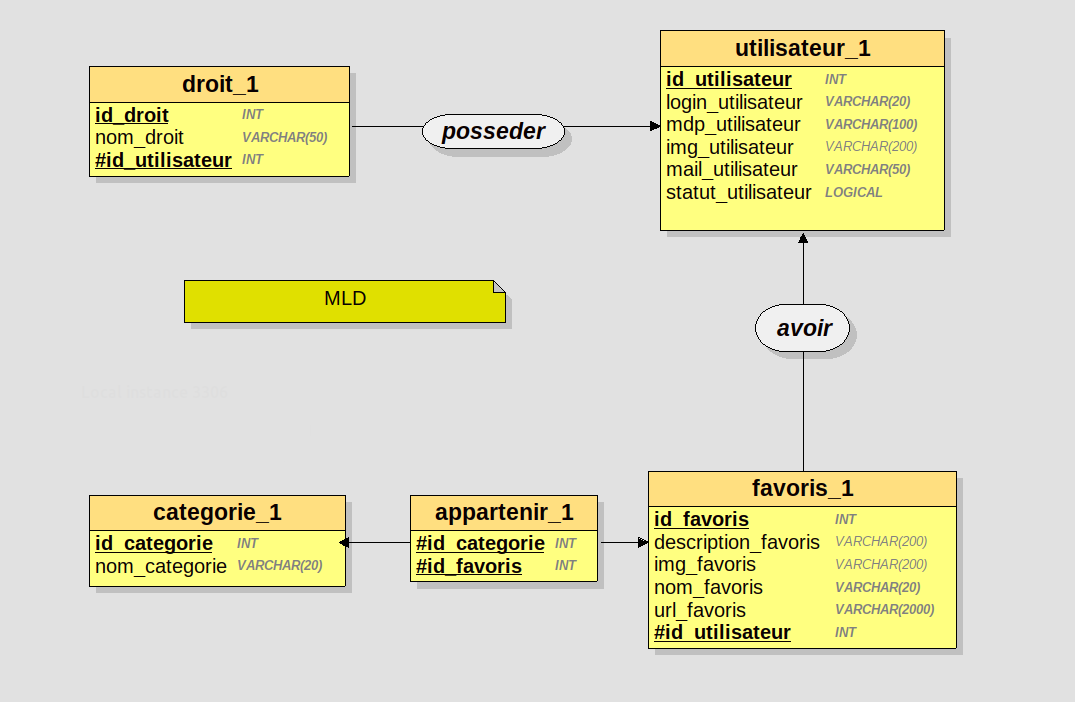 droit_1
id_droit INT
nom_droit VARCHAR(50)
#id_utilisateur INT
posseder
utilisateur_1
id_utilisateur INT
login_utilisateur VARCHAR(20)
mdp_utilisateur VARCHAR(100)
img_utilisateur VARCHAR(200)
mail_utilisateur VARCHAR(50)
statut_utilisateur LOGICAL
MLD
avoir
categorie_1
id_categorie INT
nom_categorie VARCHAR(20)
appartenir_1
#id_categorie INT
#id_favoris INT
favoris_1
id_favoris INT
description_favoris VARCHAR(200)
img_favoris VARCHAR(200)
nom_favoris VARCHAR(20)
url_favoris VARCHAR(2000)
#id_utilisateur INT